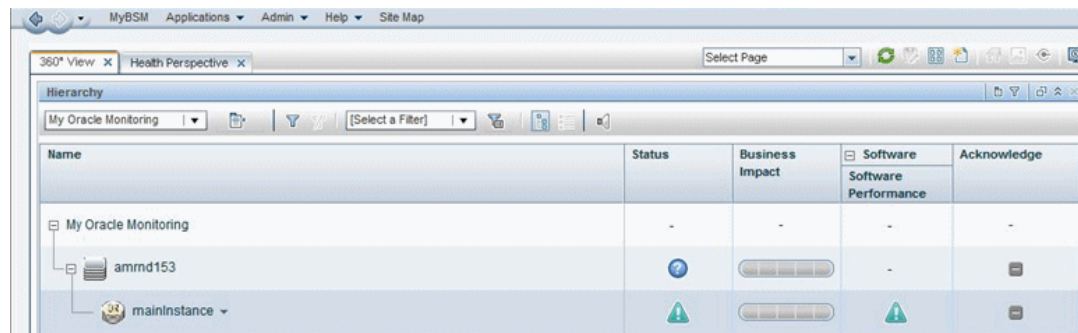 MyBSM Applications Admin Help Site Map
360° View Health Perspective Select Page
Hierarchy
My Oracle Monitoring [Select a Filter]
Name Status Business Impact Software Acknowledge
Software Performance
My Oracle Monitoring - - - -
amrnd153 -
mainInstance